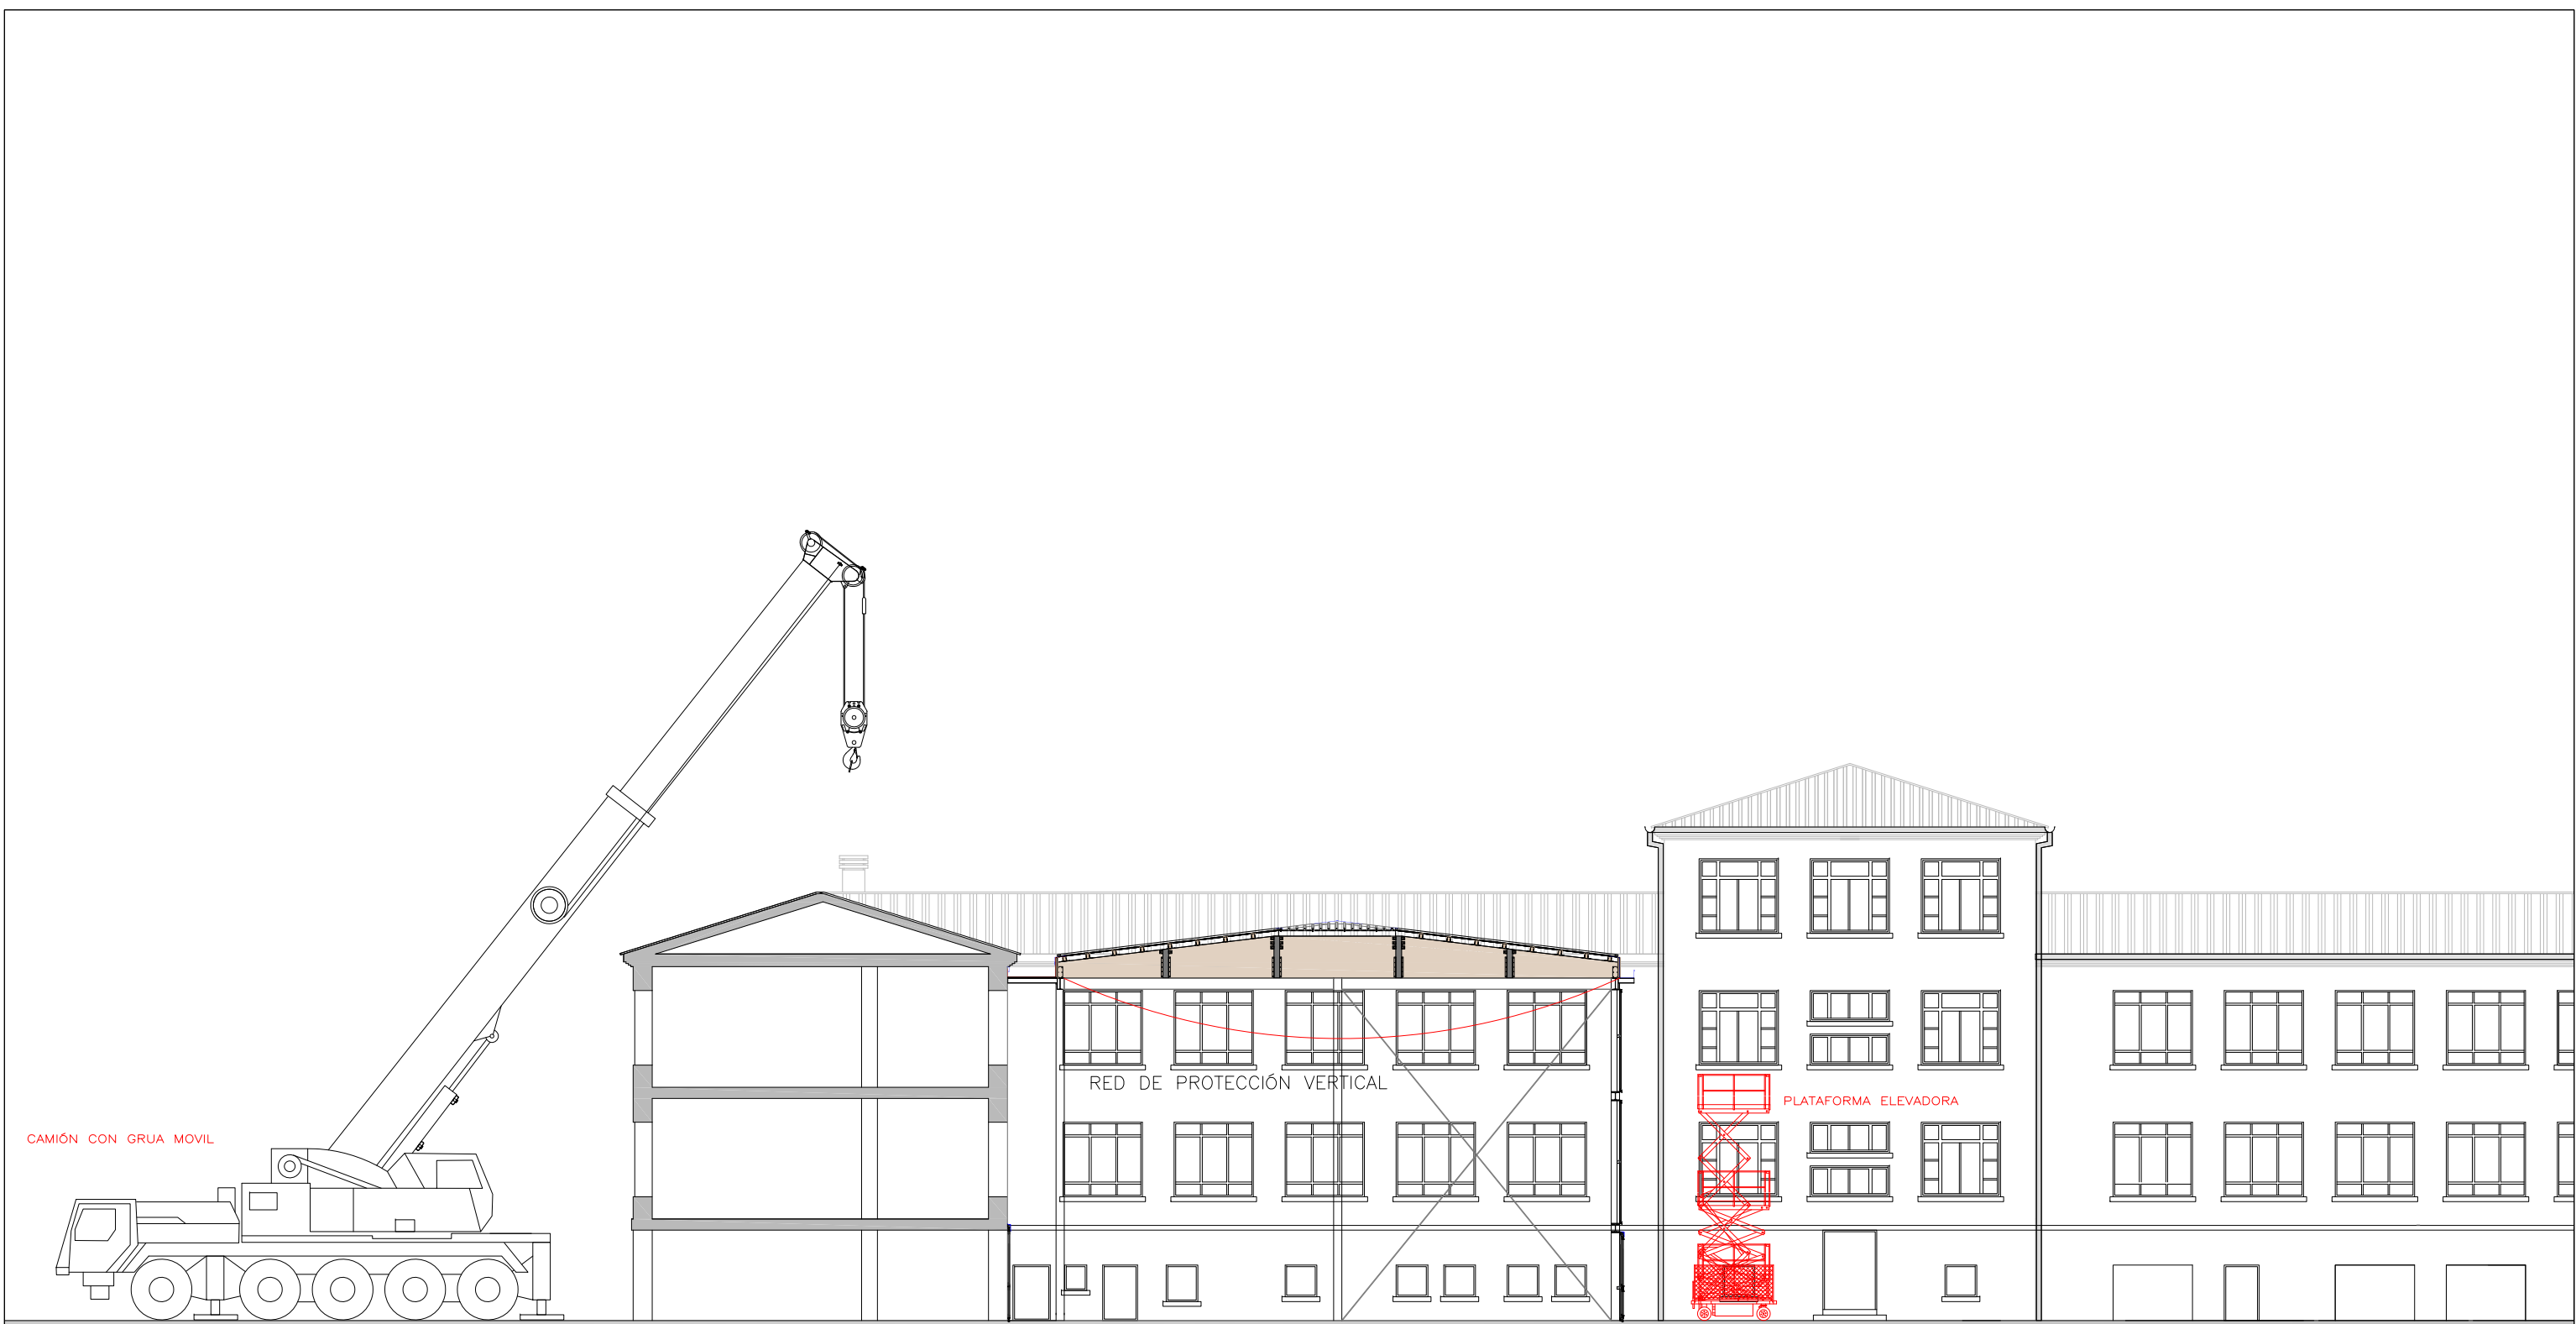 RED DE PROTECCIÓN VERTICAL
PLATAFORMA ELEVADORA
CAMIÓN CON GRUA MOVIL